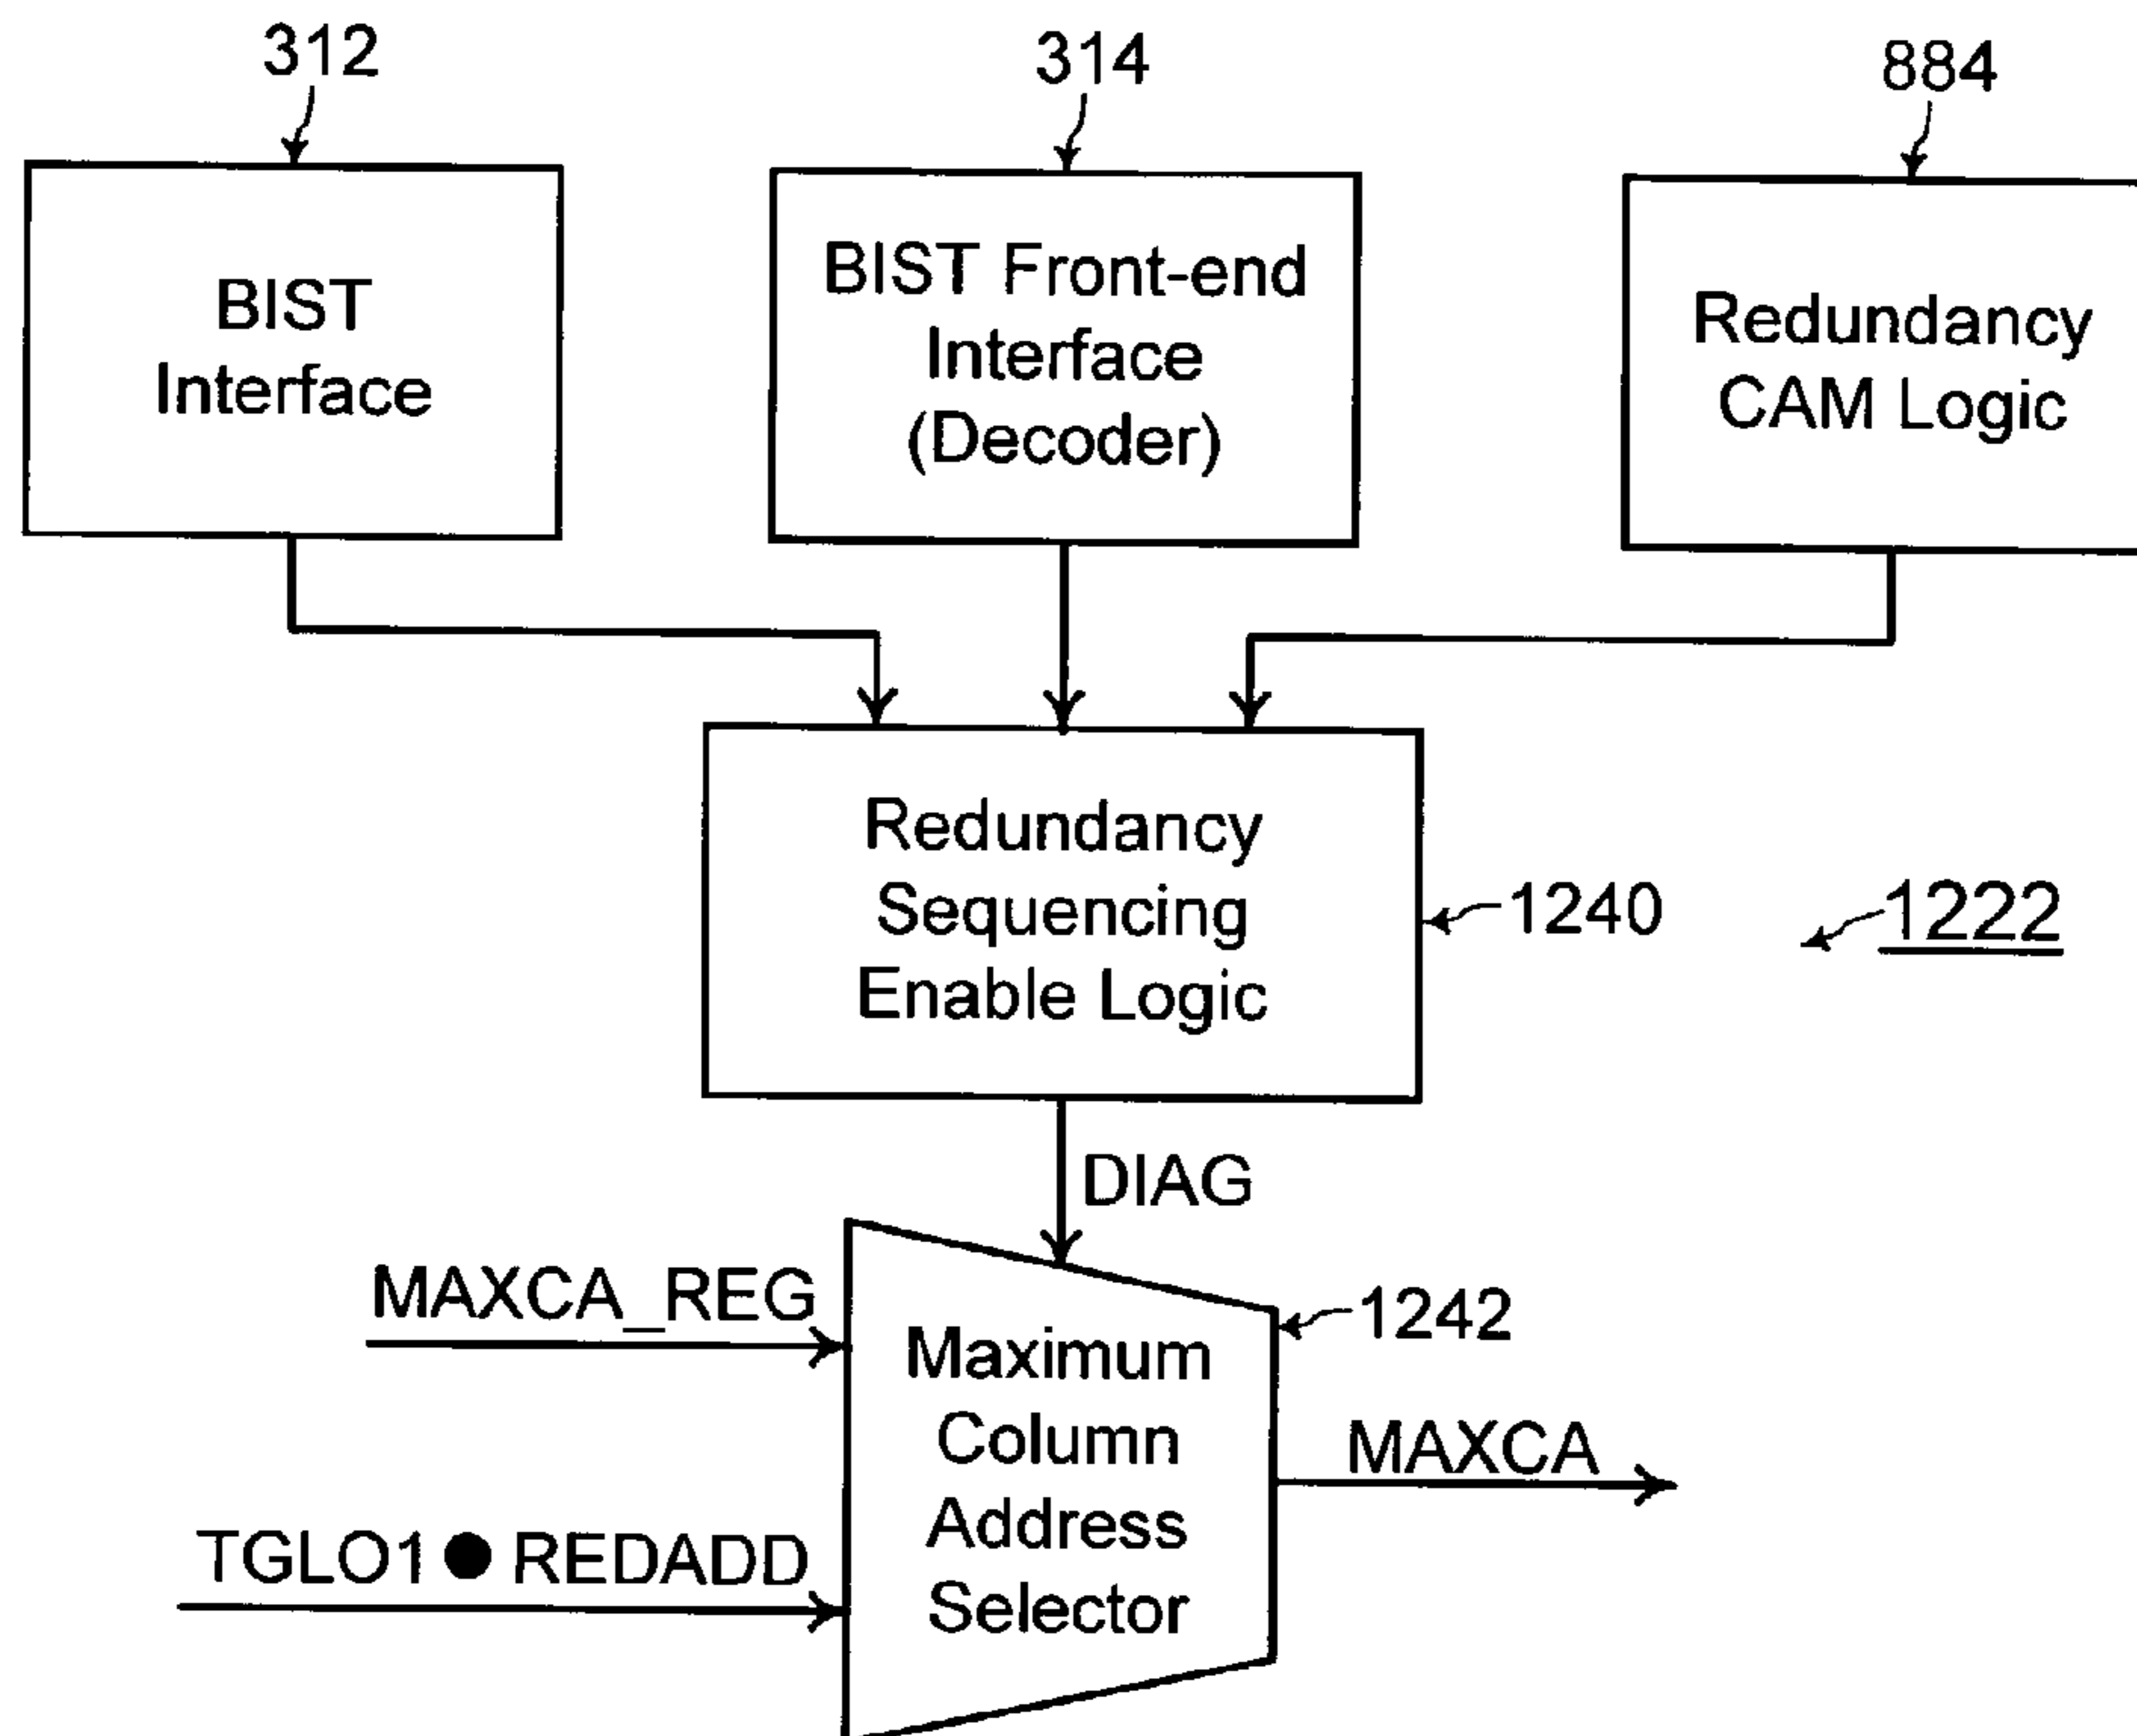 312
314
884
BIST
Interface
BIST Front-end
Interface
(Decoder)
Redundancy
CAM Logic
Redundancy
Sequencing
Enable Logic
1240
1222
DIAG
MAXCA_REG
TGLO1 ● REDADD
Maximum
Column
Address
Selector
1242
MAXCA